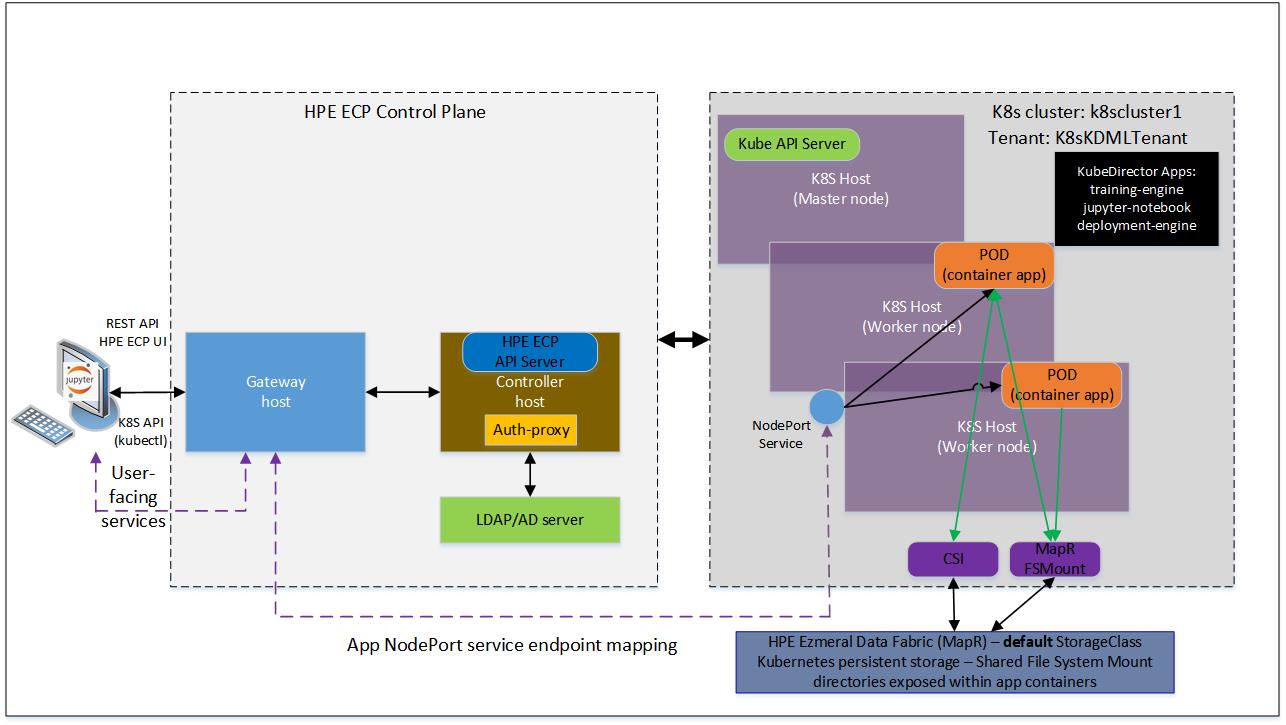 HPE ECP Control Plane
K8s cluster: k8scluster1
Tenant: K8sKDMLTenant
Kube API Server
K8S Host
(Master node)
KubeDirector Apps:
training-engine
jupyter-notebook
deployment-engine
POD
(container app)
K8S Host
(Worker node)
REST API
HPE ECP UI
jupyter
K8S API
(kubectl)
Gateway
host
HPE ECP
API Server
Controller
host
Auth-proxy
POD
(container app)
NodePort
Service
K8S Host
(Worker node)
User-
facing
services
LDAP/AD server
CSI
MapR
FSMount
App NodePort service endpoint mapping
HPE Ezmeral Data Fabric (MapR) – default StorageClass
Kubernetes persistent storage – Shared File System Mount
directories exposed within app containers